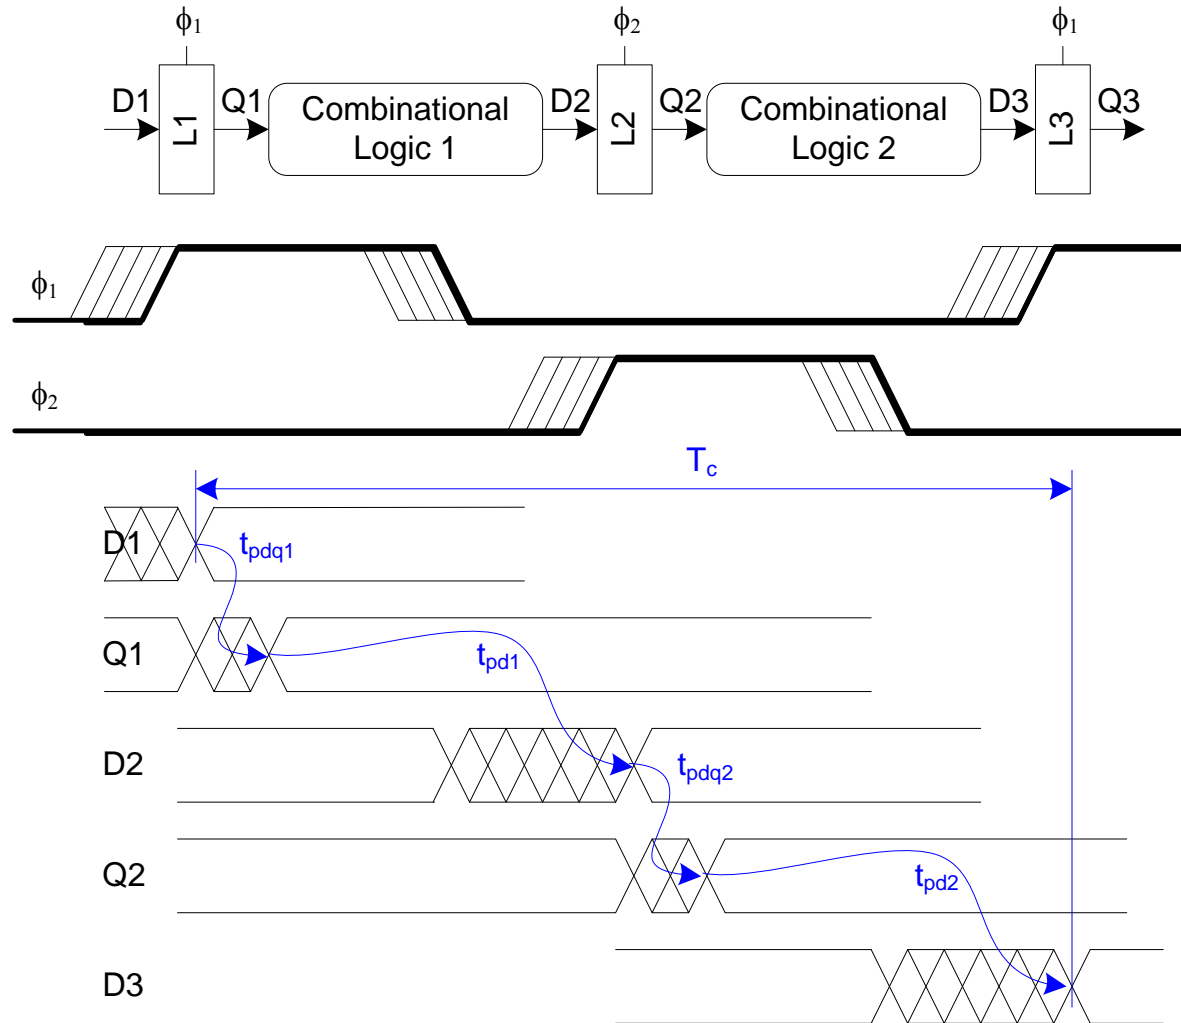 ϕ1 ϕ2 ϕ1
D1 L1 Q1 Combinational Logic 1 D2 L2 Q2 Combinational Logic 2 D3 L3 Q3
ϕ1
ϕ2
Tc
D1 tpdq1
Q1 tpd1
D2 tpdq2
Q2 tpd2
D3